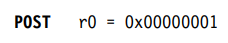 POST r0 = 0x00000001